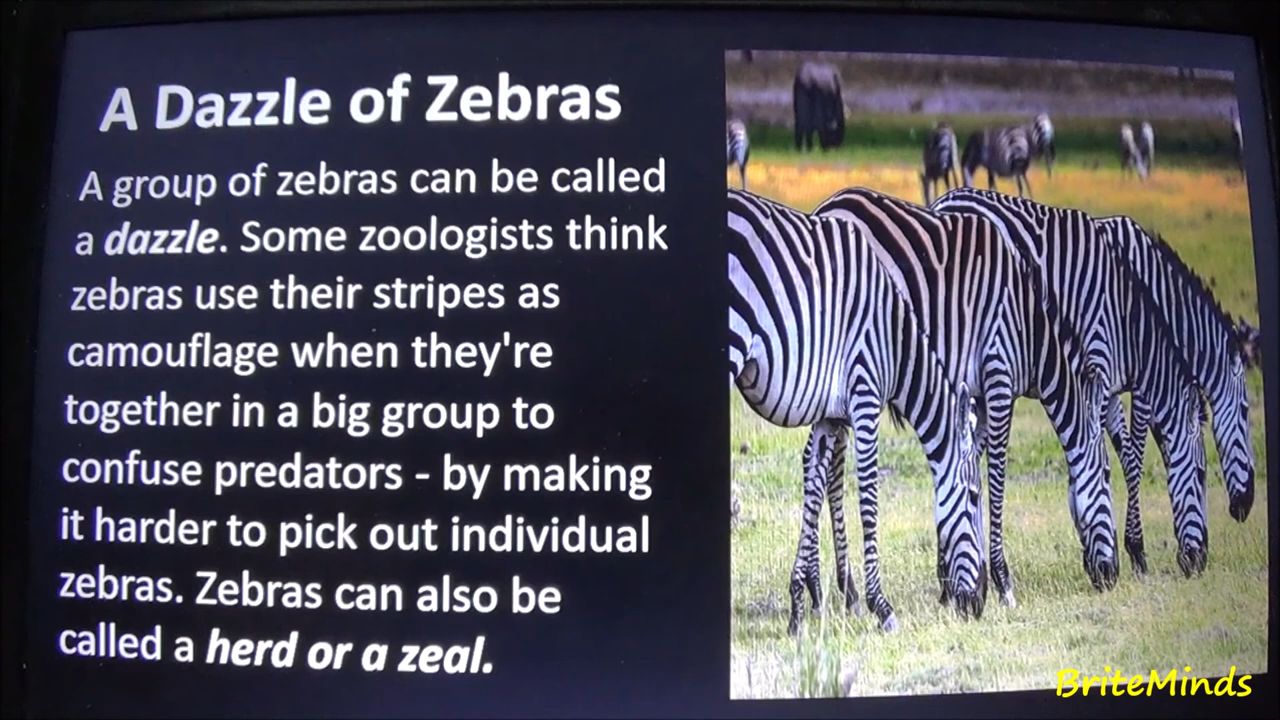 A Dazzle of Zebras
A group of zebras can be called
a dazzle. Some zoologists think
zebras use their stripes as
camouflage when they're
together in a big group to
confuse predators - by making
it harder to pick out individual
zebras. Zebras can also be
called a herd or a zeal.
BriteMinds